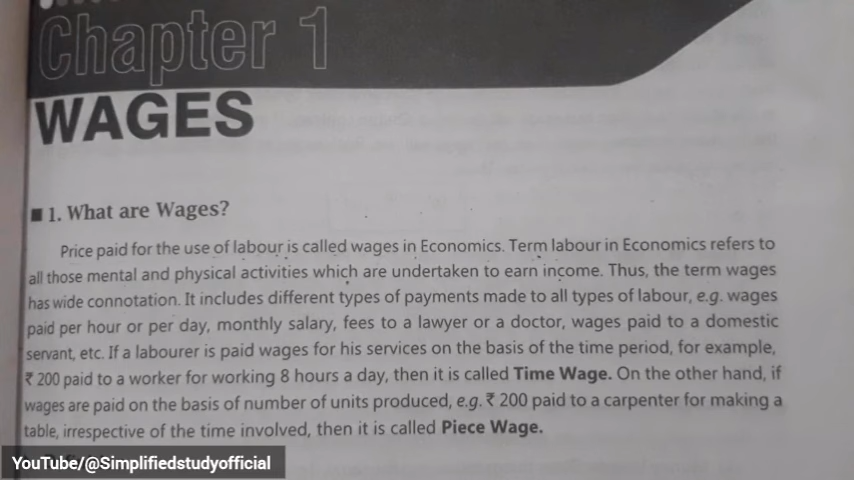 Chapter 1
WAGES
■ 1. What are Wages?
Price paid for the use of labour is called wages in Economics. Term labour in Economics refers to
all those mental and physical activities which are undertaken to earn income. Thus, the term wages
has wide connotation. It includes different types of payments made to all types of labour, e.g. wages
paid per hour or per day, monthly salary, fees to a lawyer or a doctor, wages paid to a domestic
servant, etc. If a labourer is paid wages for his services on the basis of the time period, for example,
₹ 200 paid to a worker for working 8 hours a day, then it is called Time Wage. On the other hand, if
wages are paid on the basis of number of units produced, e.g. ₹ 200 paid to a carpenter for making a
table, irrespective of the time involved, then it is called Piece Wage.
YouTube/@Simplifiedstudyofficial